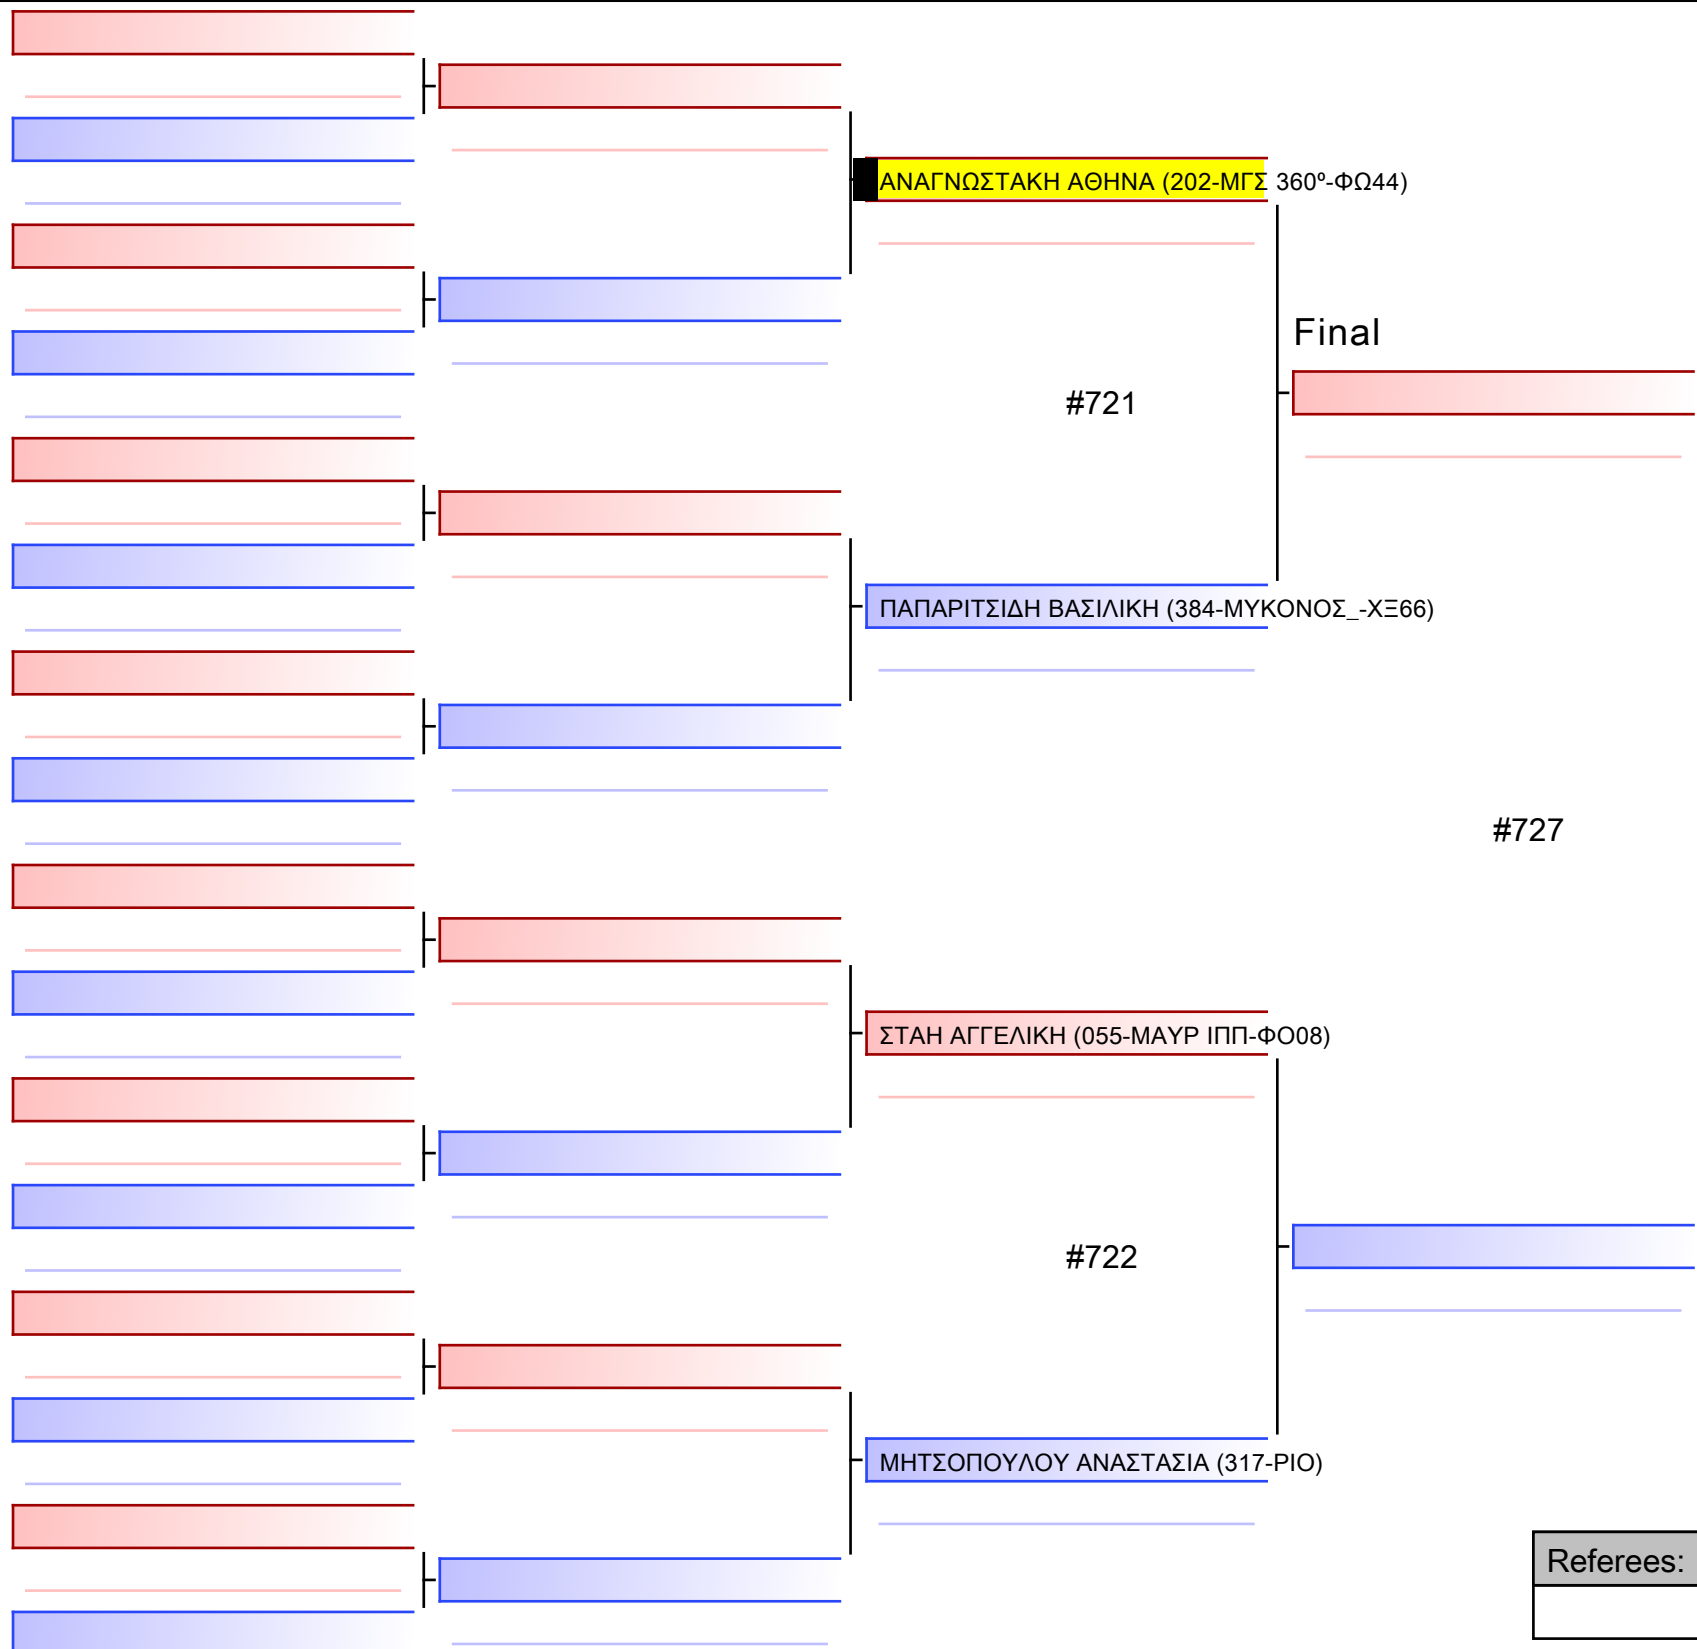 ΑΝΑΓΝΩΣΤΑΚΗ ΑΘΗΝΑ (202-ΜΓΣ 360º-ΦΩ44)
Final
#721
ΠΑΠΑΡΙΤΣΙΔΗ ΒΑΣΙΛΙΚΗ (384-ΜΥΚΟΝΟΣ_-ΧΞ66)
#727
ΣΤΑΗ ΑΓΓΕΛΙΚΗ (055-ΜΑΥΡ ΙΠΠ-ΦΟ08)
#722
ΜΗΤΣΟΠΟΥΛΟΥ ΑΝΑΣΤΑΣΙΑ (317-ΡΙΟ)
Referees: